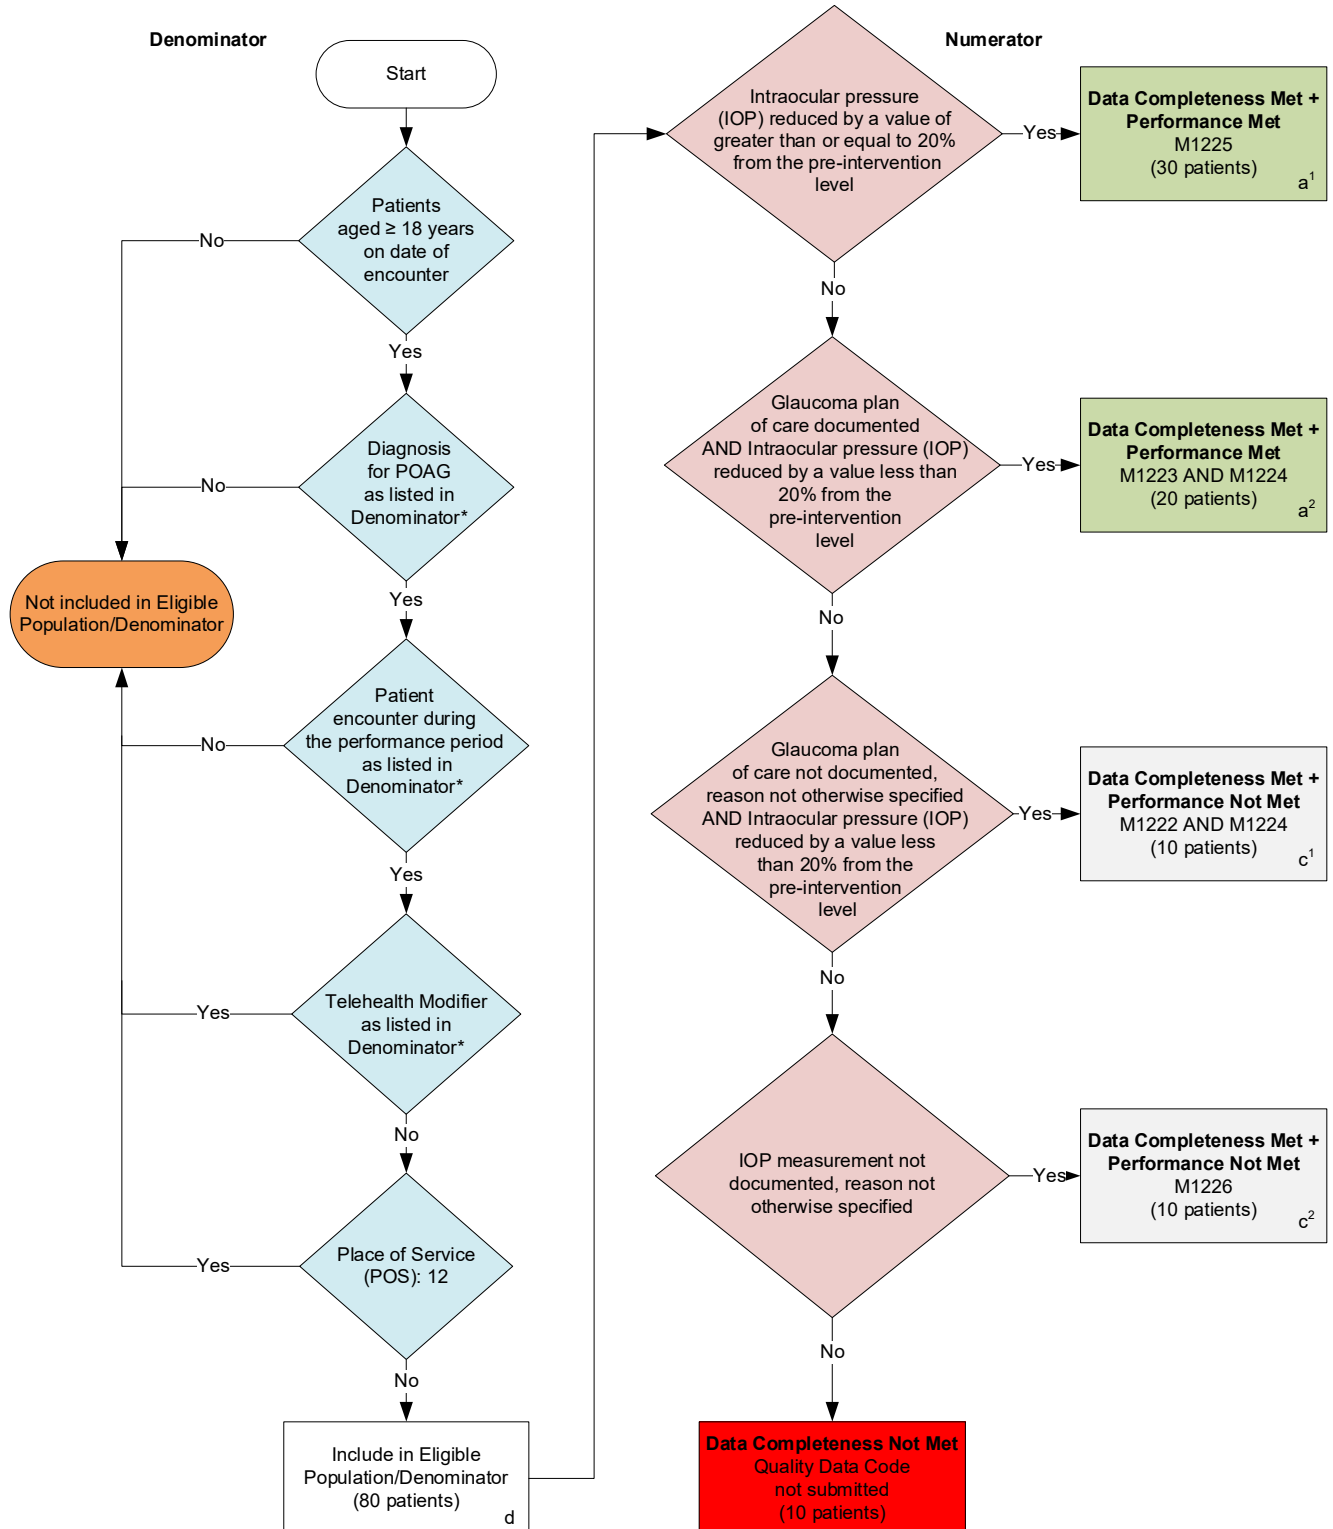 Denominator
Start
Patients
aged ≥ 18 years
on date of
encounter
No
Yes
Diagnosis
for POAG
as listed in
Denominator*
No
Yes
Not included in Eligible
Population/Denominator
Patient
encounter during
the performance period
as listed in
Denominator*
No
Yes
Telehealth Modifier
as listed in
Denominator*
Yes
No
Place of Service
(POS): 12
Yes
No
Include in Eligible
Population/Denominator
(80 patients)
d
Numerator
Intraocular pressure
(IOP) reduced by a value of
greater than or equal to 20%
from the pre-intervention
level
Yes
Data Completeness Met +
Performance Met
M1225
(30 patients)
a¹
No
Glaucoma plan
of care documented
AND Intraocular pressure (IOP)
reduced by a value less than
20% from the
pre-intervention
level
Yes
Data Completeness Met +
Performance Met
M1223 AND M1224
(20 patients)
a²
No
Glaucoma plan
of care not documented,
reason not otherwise specified
AND Intraocular pressure (IOP)
reduced by a value less
than 20% from the
pre-intervention
level
Yes
Data Completeness Met +
Performance Not Met
M1222 AND M1224
(10 patients)
c¹
No
IOP measurement not
documented, reason not
otherwise specified
Yes
Data Completeness Met +
Performance Not Met
M1226
(10 patients)
c²
No
Data Completeness Not Met
Quality Data Code
not submitted
(10 patients)